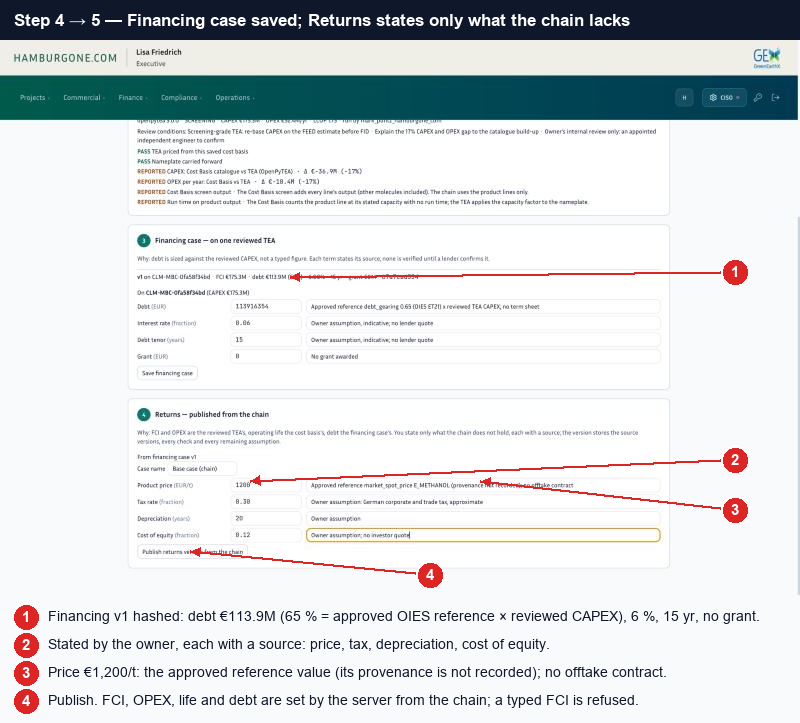 Step 4 → 5 — Financing case saved; Returns states only what the chain lacks
HAMBURGONE.COM
Lisa Friedrich
Executive
GEX
GreenEarthX
Projects
Commercial
Finance
Compliance
Operations
H
CISO
Review conditions: Screening-grade TEA: re-base CAPEX on the FEED estimate before FID · Explain the 17% CAPEX and OPEX gap to the catalogue build-up · Owner's internal review only: an appointed
independent engineer to confirm
PASS TEA priced from this saved cost basis
PASS Nameplate carried forward
REPORTED CAPEX: Cost Basis catalogue vs TEA (OpenPyTEA) · Δ €-36.9M (-17%)
REPORTED OPEX per year: Cost Basis vs TEA · Δ €-18.4M (-17%)
REPORTED Cost Basis screen output · The Cost Basis screen adds every line's output (other molecules included). The chain uses the product lines only.
REPORTED Run time on product output · The Cost Basis counts the product line at its stated capacity with no run time; the TEA applies the capacity factor to the nameplate.
3 Financing case — on one reviewed TEA
Why: debt is sized against the reviewed CAPEX, not a typed figure. Each term states its source; none is verified until a lender confirms it.
v1 on CLM-MBC-0fa58f34bd · FCI €175.3M · debt €113.9M
1
On CLM-MBC-0fa58f34bd (CAPEX €175.3M)
Debt (EUR) 113916354 Approved reference debt_gearing 0.65 (OIES ET21) x reviewed TEA CAPEX; no term sheet
Interest rate (fraction) 0.06 Owner assumption, indicative; no lender quote
Debt tenor (years) 15 Owner assumption, indicative; no lender quote
Grant (EUR) 0 No grant awarded
Save financing case
4 Returns — published from the chain
Why: FCI and OPEX are the reviewed TEA's, operating life the cost basis's, debt the financing case's. You state only what the chain does not hold, each with a source; the version stores the source
versions, every check and every remaining assumption.
From financing case v1
Case name Base case (chain)
2
Product price (EUR/t) 1200 Approved reference market_spot_price E_METHANOL (provenance not recorded); no offtake contract
Tax rate (fraction) 0.30 Owner assumption: German corporate and trade tax, approximate
3
Depreciation (years) 20 Owner assumption
Cost of equity (fraction) 0.12 Owner assumption; no investor quote
Publish returns from the chain
4
1 Financing v1 hashed: debt €113.9M (65 % = approved OIES reference × reviewed CAPEX), 6 %, 15 yr, no grant.
2 Stated by the owner, each with a source: price, tax, depreciation, cost of equity.
3 Price €1,200/t: the approved reference value (its provenance is not recorded); no offtake contract.
4 Publish. FCI, OPEX, life and debt are set by the server from the chain; a typed FCI is refused.